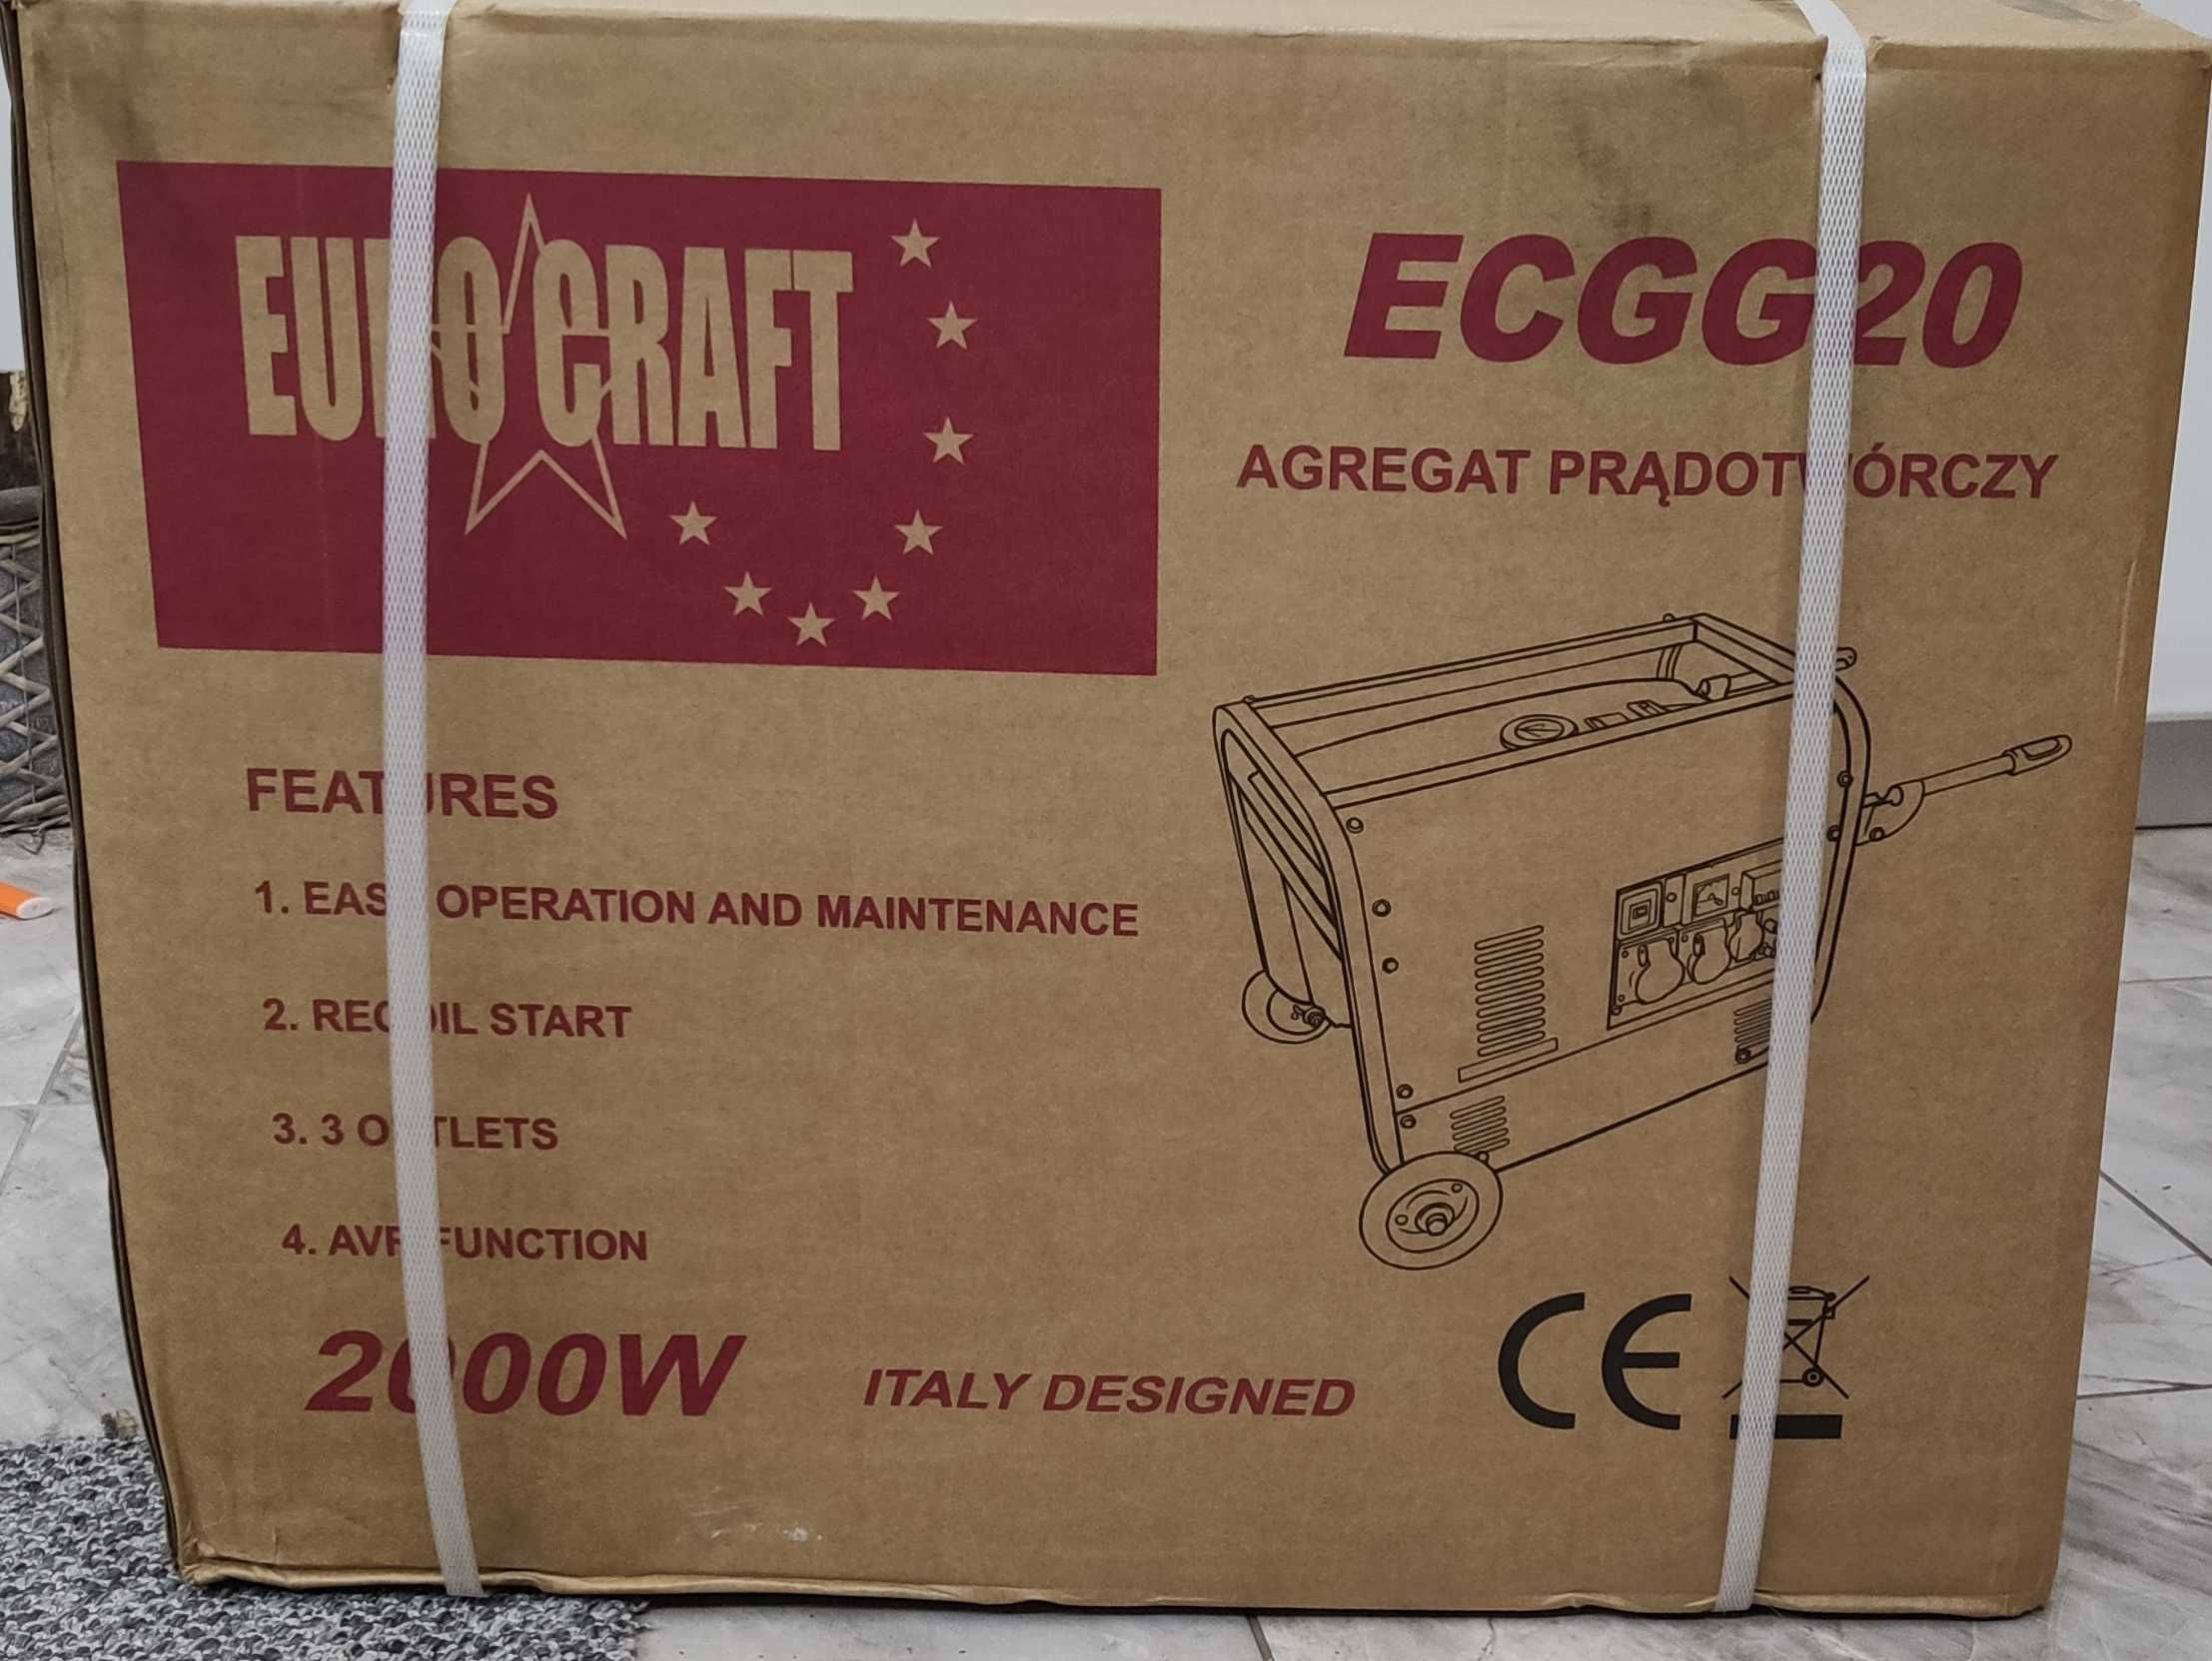 EURO CRAFT
ECGG20
AGREGAT PRĄDOTWÓRCZY
FEATURES
1. EASY OPERATION AND MAINTENANCE
2. RECOIL START
3. 3 OUTLETS
4. AVR FUNCTION
2000W
ITALY DESIGNED
CE